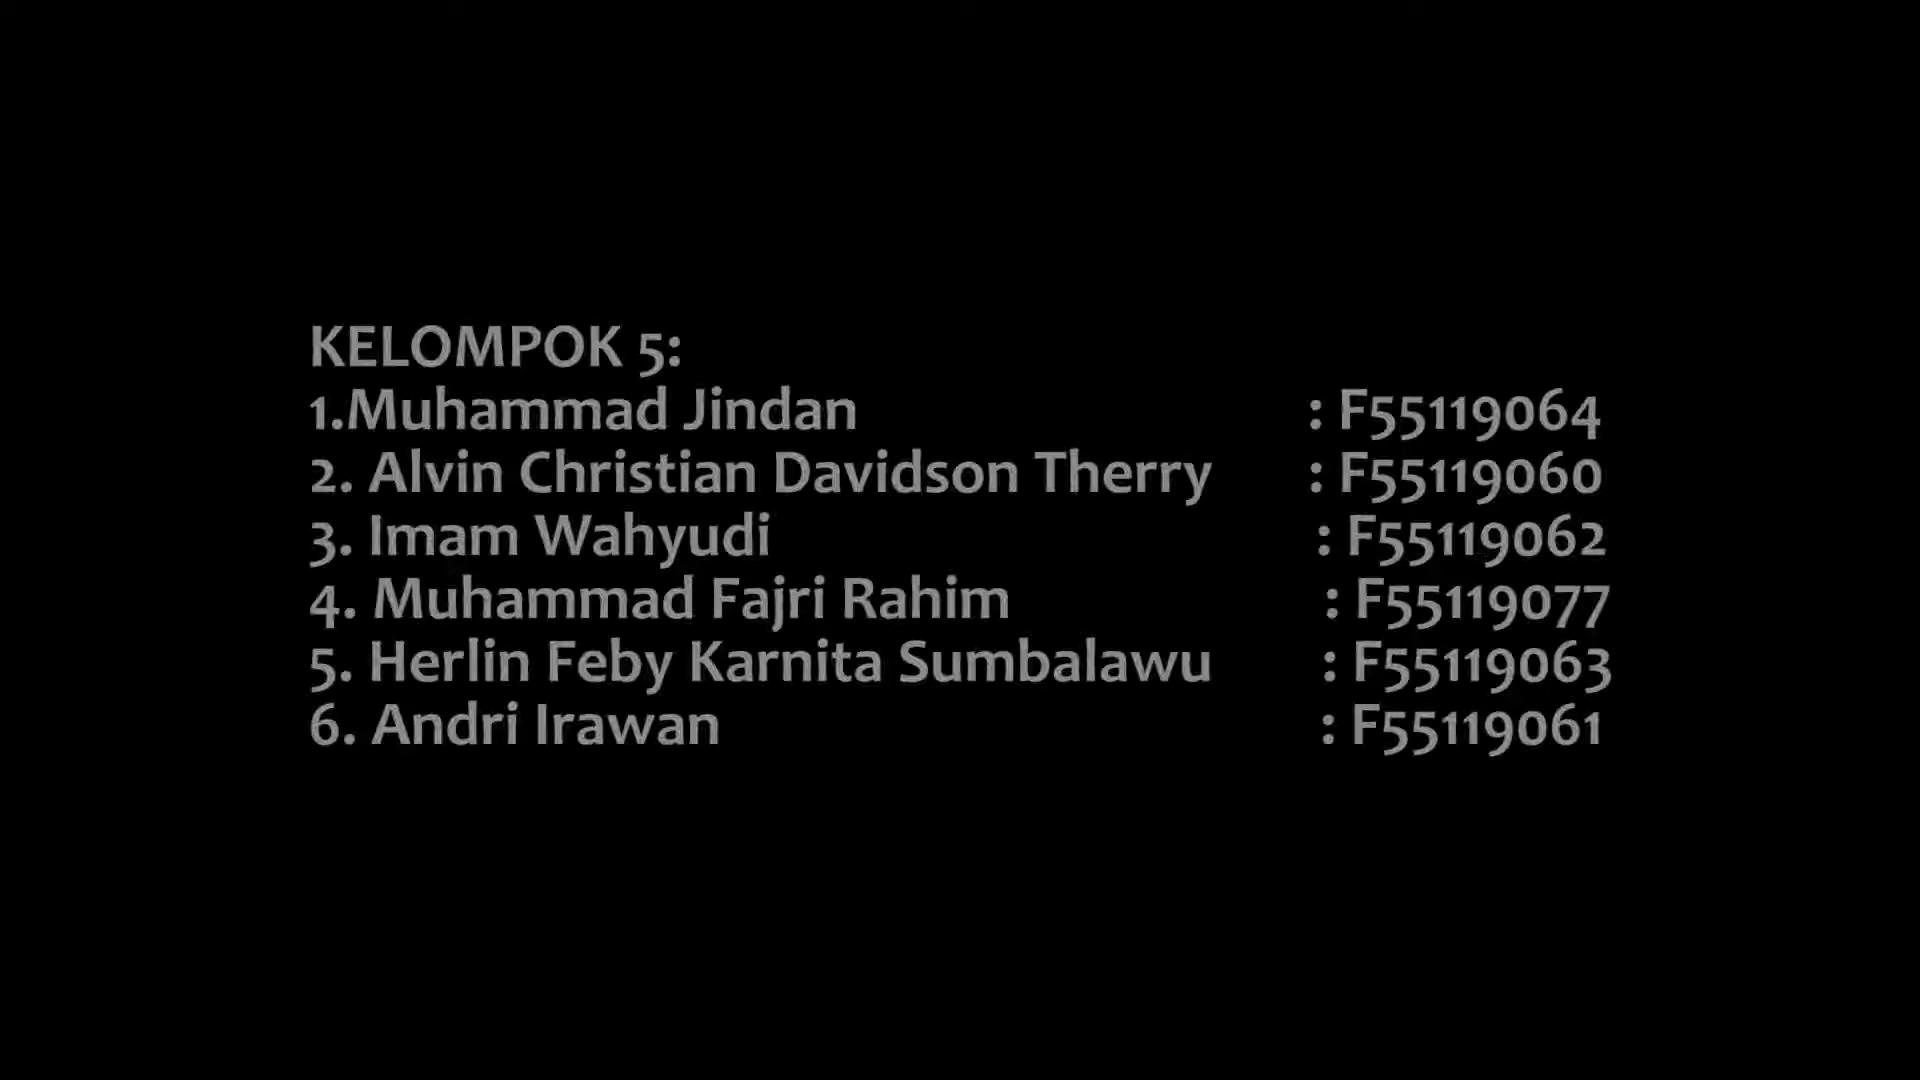 KELOMPOK 5:
1.Muhammad Jindan : F55119064
2. Alvin Christian Davidson Therry : F55119060
3. Imam Wahyudi : F55119062
4. Muhammad Fajri Rahim : F55119077
5. Herlin Feby Karnita Sumbalawu : F55119063
6. Andri Irawan : F55119061